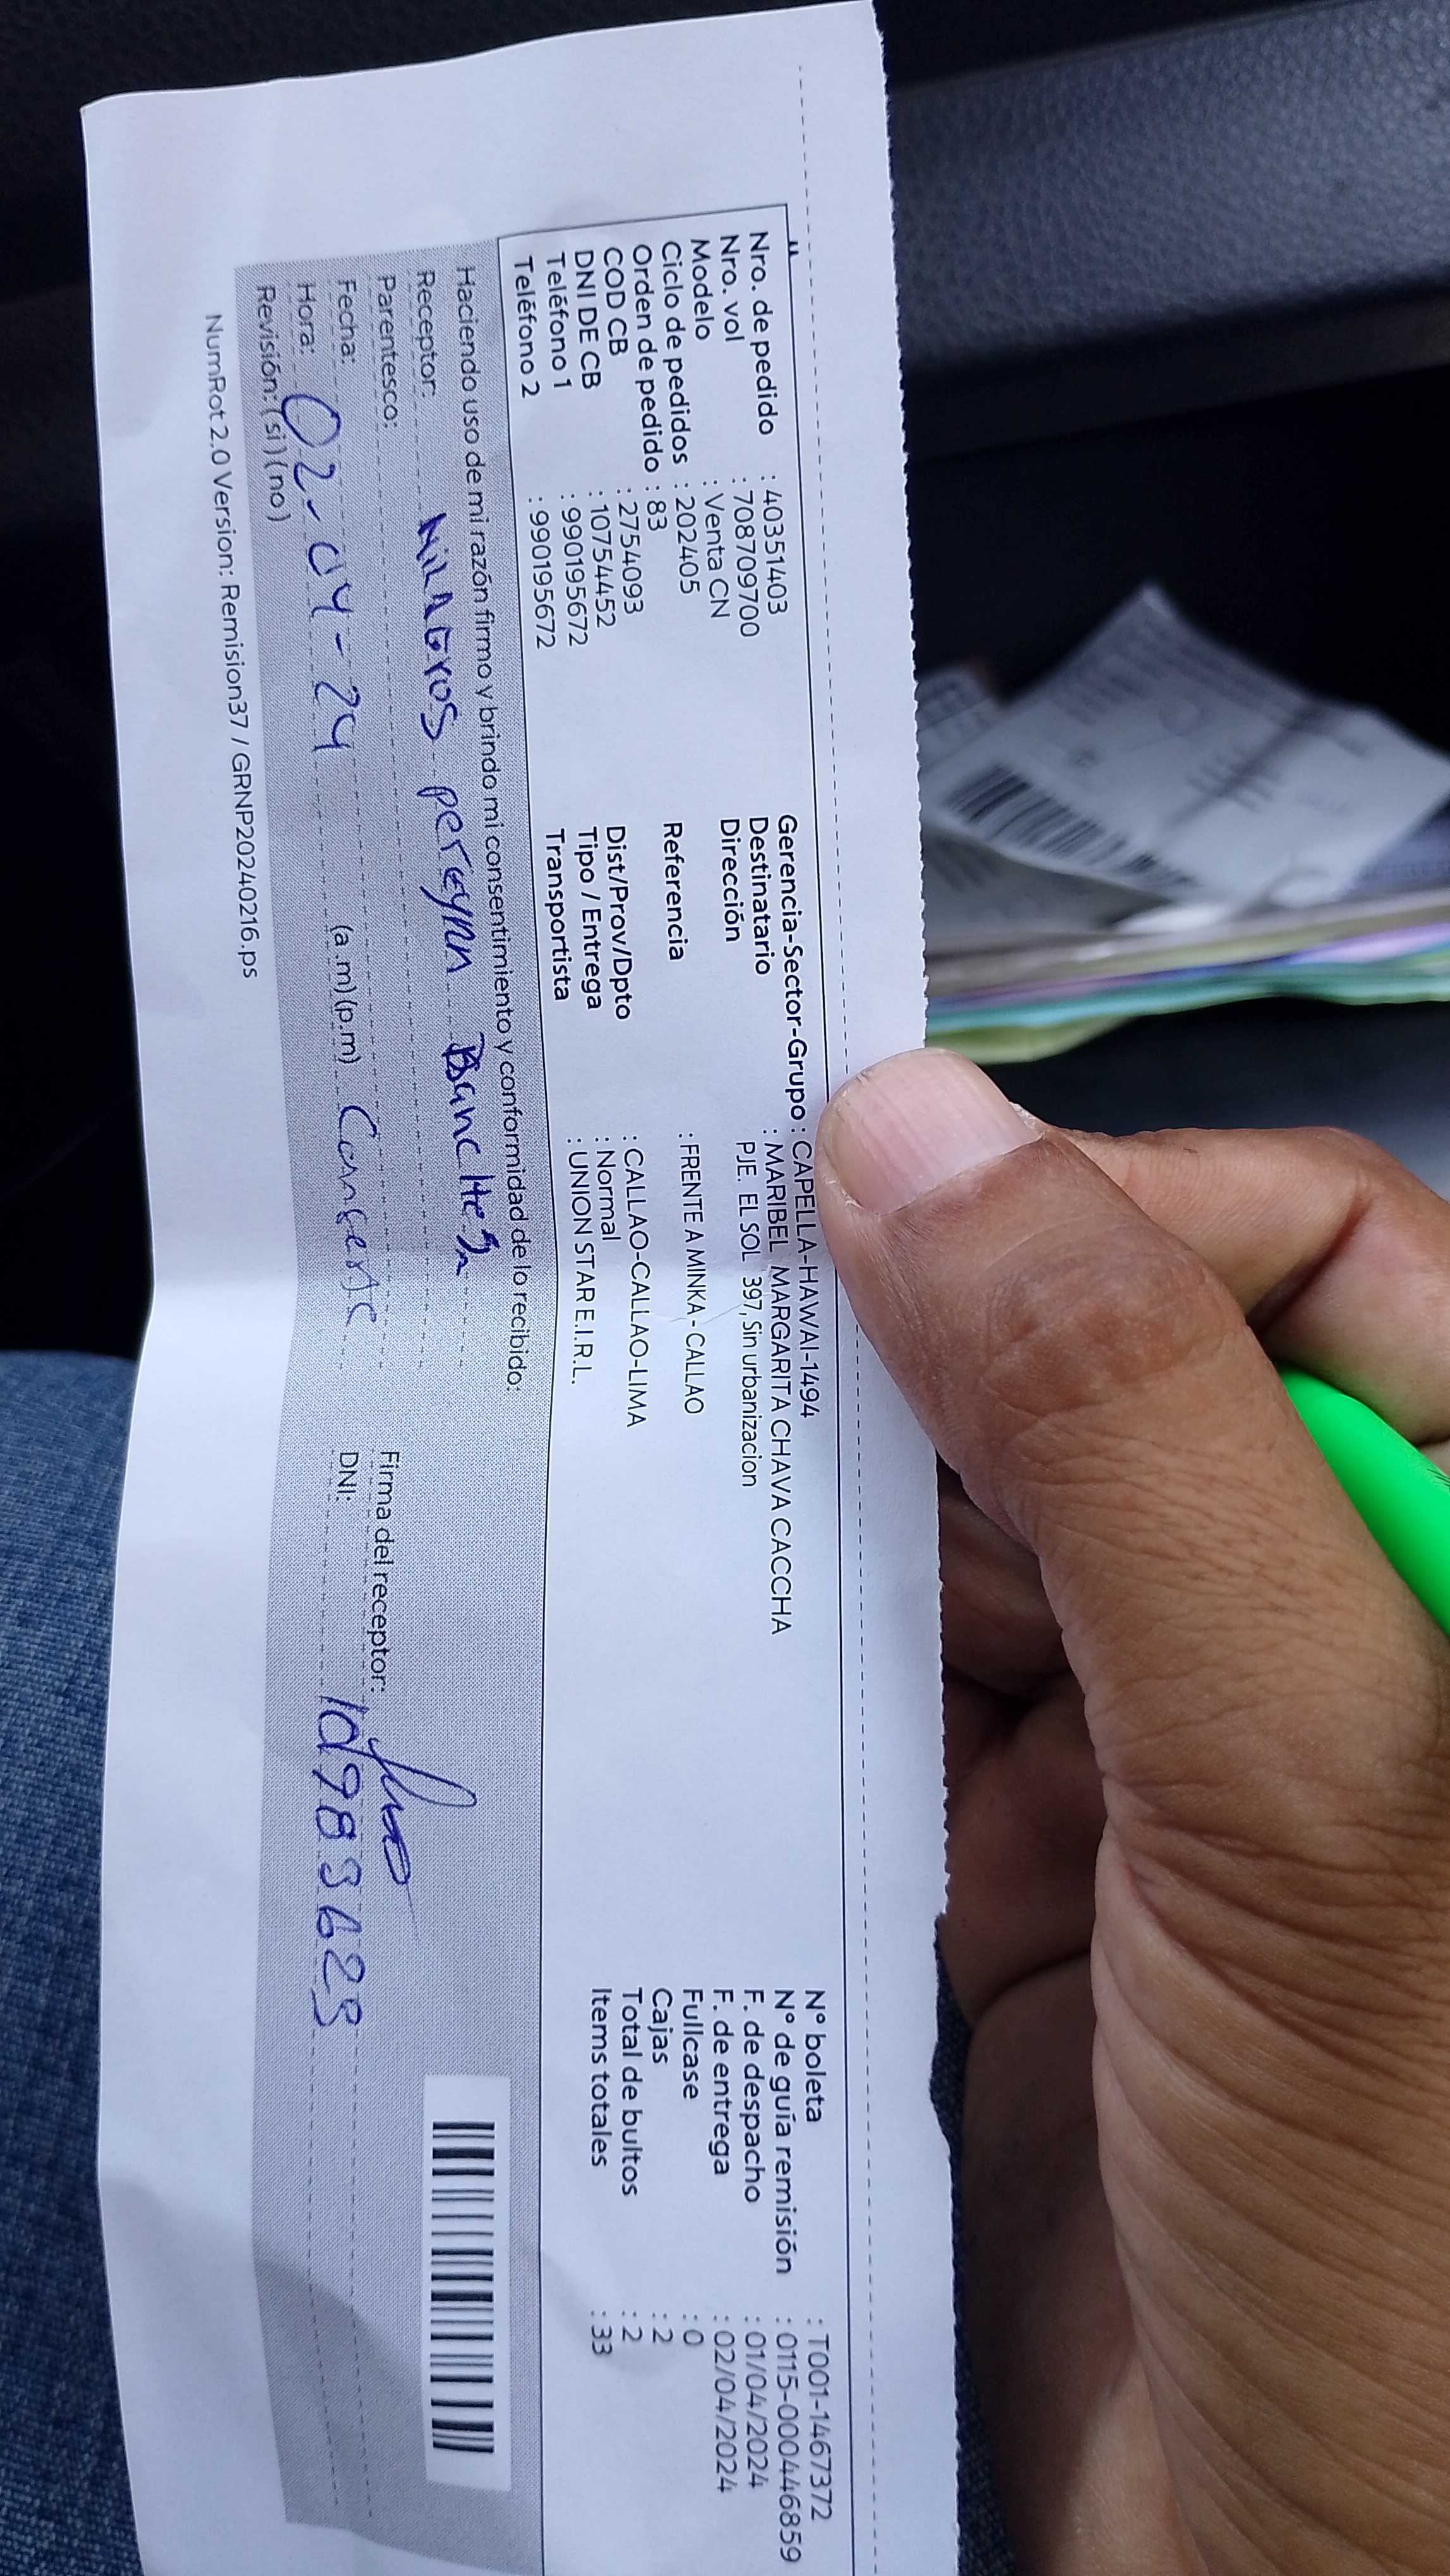 Nro. de pedido : 40351403
Nro. vol : 708709700
Modelo : Venta CN
Ciclo de pedidos : 202405
Orden de pedido : 83
COD CB : 2754093
DNI DE CB : 10754452
Teléfono 1 : 990195672
Teléfono 2 : 990195672
Gerencia-Sector-Grupo : CAPELLA-HAWAI-1494
Destinatario : MARIBEL MARGARITA CHAVA CACCHA
Dirección PJE. EL SOL 397, Sin urbanizacion
Referencia : FRENTE A MINKA - CALLAO
Dist/Prov/Dpto : CALLAO-CALLAO-LIMA
Tipo / Entrega : Normal
Transportista : UNION STAR E.I.R.L.
N° boleta : T001-1467372
N° de guía remisión : 0115-000446859
F. de despacho : 01/04/2024
F. de entrega : 02/04/2024
Fullcase : 0
Cajas : 2
Total de bultos : 2
Items totales : 33
Haciendo uso de mi razón firmo y brindo mi consentimiento y conformidad de lo recibido:
Receptor: MILAGROS pereyra
Parentesco:
Fecha: 02-04-24
Hora: (a.m)(p.m)
Revisión: (si) (no)
Firma del receptor:
DNI:
NumRot 2.0 Version: Remision37 / GRNP20240216.ps